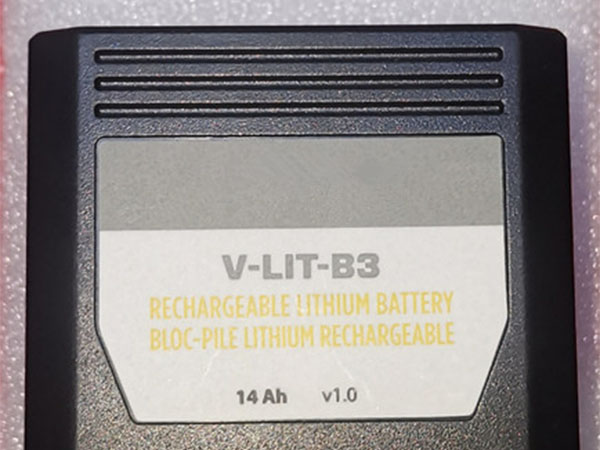 V-LIT-B3
RECHARGEABLE LITHIUM BATTERY
BLOC-PILE LITHIUM RECHARGEABLE
14 Ah v1.0